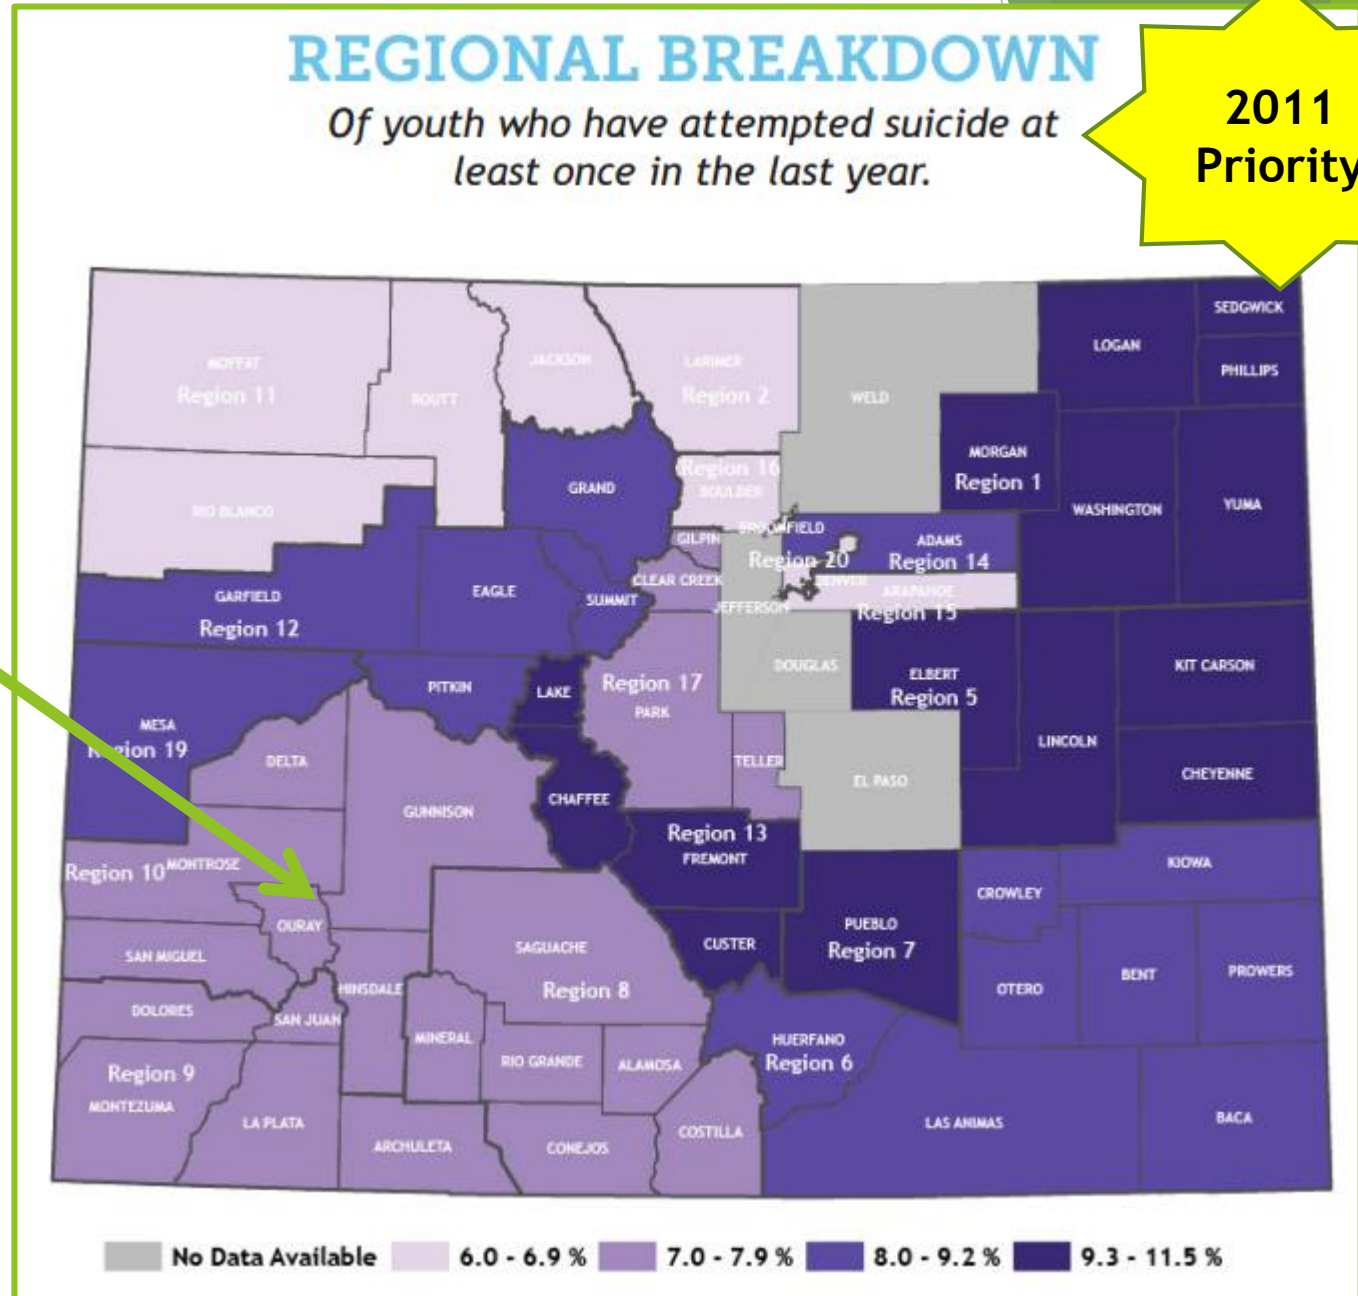 REGIONAL BREAKDOWN
Of youth who have attempted suicide at
least once in the last year.
2011
Priority
SEDGWICK
LOGAN
PHILLIPS
MOFFAT
Region 11
ROUTT
JACKSON
LARIMER
Region 2
WELD
MORGAN
Region 1
WASHINGTON
YUMA
RIO BLANCO
GRAND
Region 16
BOULDER
GILPIN
BROOMFIELD
Region 20
DENVER
ADAMS
Region 14
ARAPAHOE
Region 15
GARFIELD
Region 12
EAGLE
SUMMIT
CLEAR CREEK
JEFFERSON
DOUGLAS
ELBERT
Region 5
KIT CARSON
MESA
Region 19
PITKIN
LAKE
Region 17
PARK
LINCOLN
DELTA
GUNNISON
CHAFFEE
TELLER
EL PASO
CHEYENNE
Region 10
MONTROSE
Region 13
FREMONT
KIOWA
CROWLEY
OURAY
SAN MIGUEL
SAGUACHE
Region 8
CUSTER
PUEBLO
Region 7
OTERO
BENT
PROWERS
DOLORES
SAN JUAN
HINSDALE
MINERAL
RIO GRANDE
ALAMOSA
HUERFANO
Region 6
Region 9
MONTEZUMA
LA PLATA
ARCHULETA
CONEJOS
COSTILLA
LAS ANIMAS
BACA
No Data Available
6.0 - 6.9 %
7.0 - 7.9 %
8.0 - 9.2 %
9.3 - 11.5 %